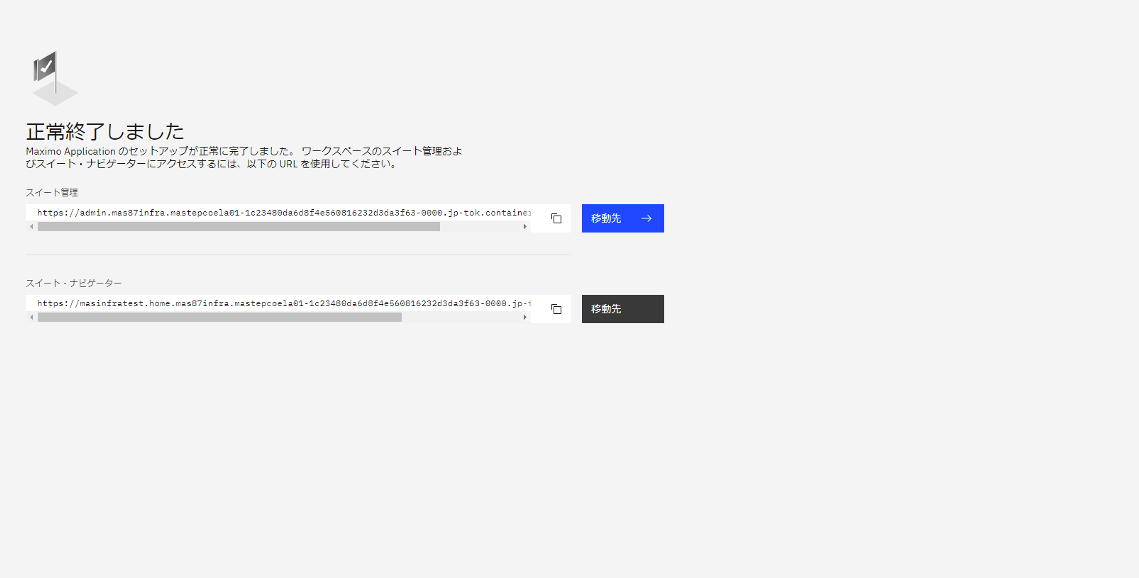 正常終了しました
Maximo Application のセットアップが正常に完了しました。 ワークスペースのスイート管理およ
びスイート・ナビゲーターにアクセスするには、以下の URL を使用してください。
スイート管理
https://admin.mas87infra.mastepcoela01-1c23480da6d8f4e560816232d3da3f63-0000.jp-tok.container
移動先
スイート・ナビゲーター
https://masinfratest.home.mas87infra.mastepcoela01-1c23480da6d8f4e560816232d3da3f63-0000.jp-t
移動先